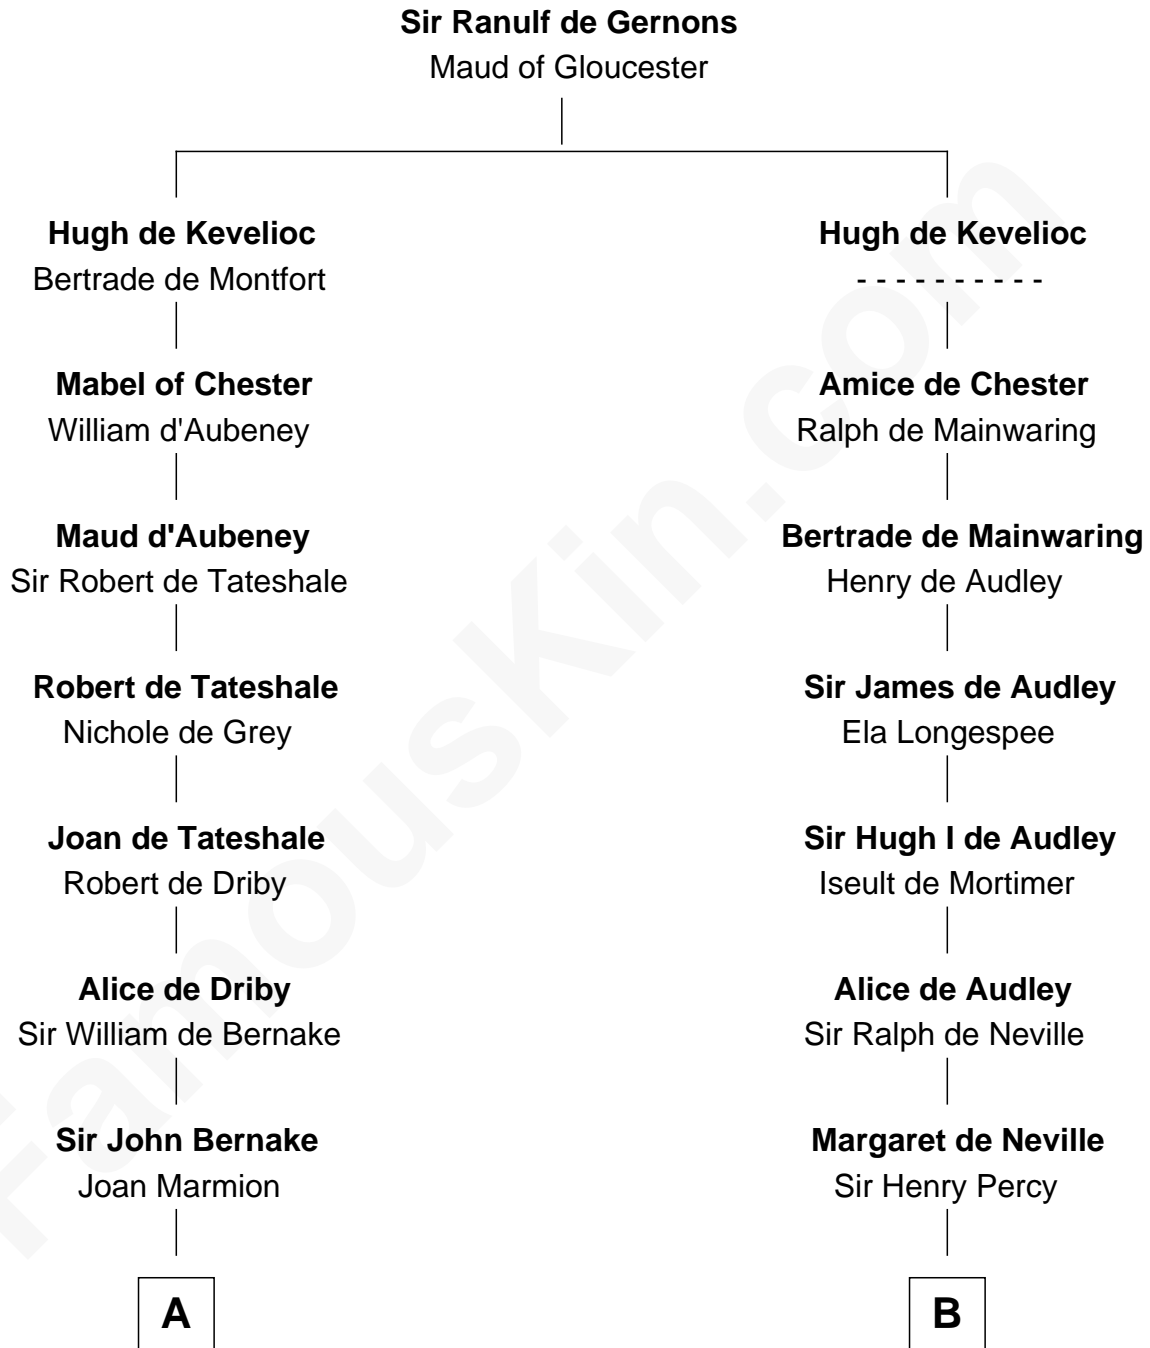 Sir Ranulf de Gernons
Maud of Gloucester
Hugh de Kevelioc
Bertrade de Montfort
Mabel of Chester
William d'Aubeney
Maud d'Aubeney
Sir Robert de Tateshale
Robert de Tateshale
Nichole de Grey
Joan de Tateshale
Robert de Driby
Alice de Driby
Sir William de Bernake
Sir John Bernake
Joan Marmion
A
Hugh de Kevelioc
- - - - - - - - - -
Amice de Chester
Ralph de Mainwaring
Bertrade de Mainwaring
Henry de Audley
Sir James de Audley
Ela Longespee
Sir Hugh I de Audley
Iseult de Mortimer
Alice de Audley
Sir Ralph de Neville
Margaret de Neville
Sir Henry Percy
B
FamousKin.com